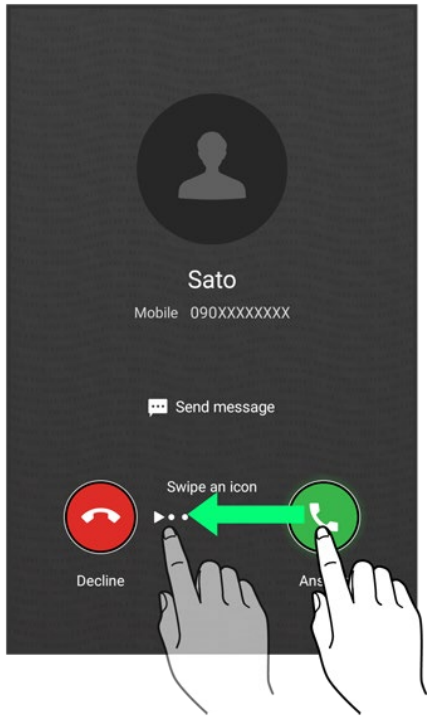 Sato
Mobile 090XXXXXXXX
Send message
Swipe an icon
Decline